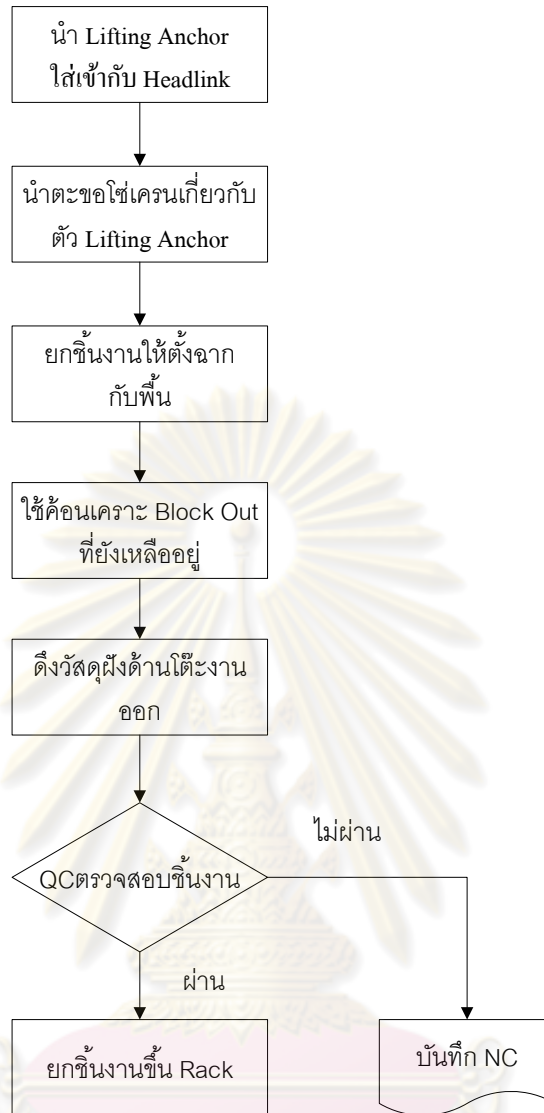 นำ Lifting Anchor
ใส่เข้ากับ Headlink
นำตะขอโซ่เครนเกี่ยวกับ
ตัว Lifting Anchor
ยกชิ้นงานให้ตั้งฉาก
กับพื้น
ใช้ค้อนเคราะ Block Out
ที่ยังเหลืออยู่
ดึงวัสดุฝังด้านโต๊ะงาน
ออก
QCตรวจสอบชิ้นงาน
ไม่ผ่าน
ผ่าน
ยกชิ้นงานขึ้น Rack
บันทึก NC